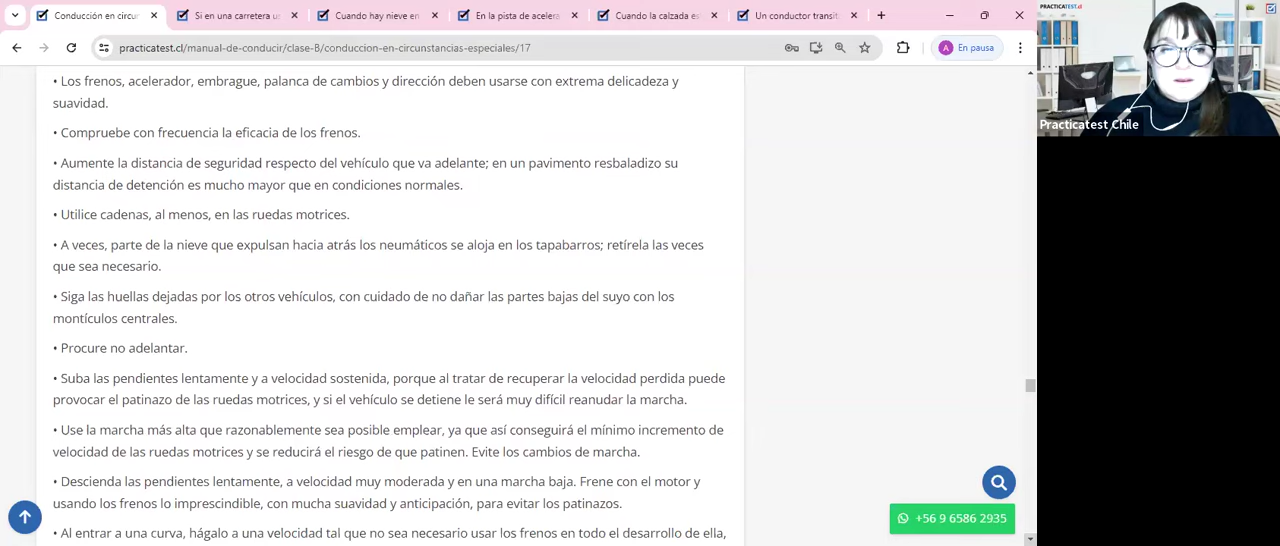 Conducción en circun
Si en una carretera us
Cuando hay nieve en
En la pista de acelera
Cuando la calzada es
Un conductor transita
practicatest.cl/manual-de-conducir/clase-B/conduccion-en-circunstancias-especiales/17
A
En pausa
• Los frenos, acelerador, embrague, palanca de cambios y dirección deben usarse con extrema delicadeza y
suavidad.
• Compruebe con frecuencia la eficacia de los frenos.
• Aumente la distancia de seguridad respecto del vehículo que va adelante; en un pavimento resbaladizo su
distancia de detención es mucho mayor que en condiciones normales.
• Utilice cadenas, al menos, en las ruedas motrices.
• A veces, parte de la nieve que expulsan hacia atrás los neumáticos se aloja en los tapabarros; retírela las veces
que sea necesario.
• Siga las huellas dejadas por los otros vehículos, con cuidado de no dañar las partes bajas del suyo con los
montículos centrales.
• Procure no adelantar.
• Suba las pendientes lentamente y a velocidad sostenida, porque al tratar de recuperar la velocidad perdida puede
provocar el patinazo de las ruedas motrices, y si el vehículo se detiene le será muy difícil reanudar la marcha.
• Use la marcha más alta que razonablemente sea posible emplear, ya que así conseguirá el mínimo incremento de
velocidad de las ruedas motrices y se reducirá el riesgo de que patinen. Evite los cambios de marcha.
• Descienda las pendientes lentamente, a velocidad muy moderada y en una marcha baja. Frene con el motor y
usando los frenos lo imprescindible, con mucha suavidad y anticipación, para evitar los patinazos.
• Al entrar a una curva, hágalo a una velocidad tal que no sea necesario usar los frenos en todo el desarrollo de ella,
+56 9 6586 2935
PRACTICATEST.cl
Practicatest Chile